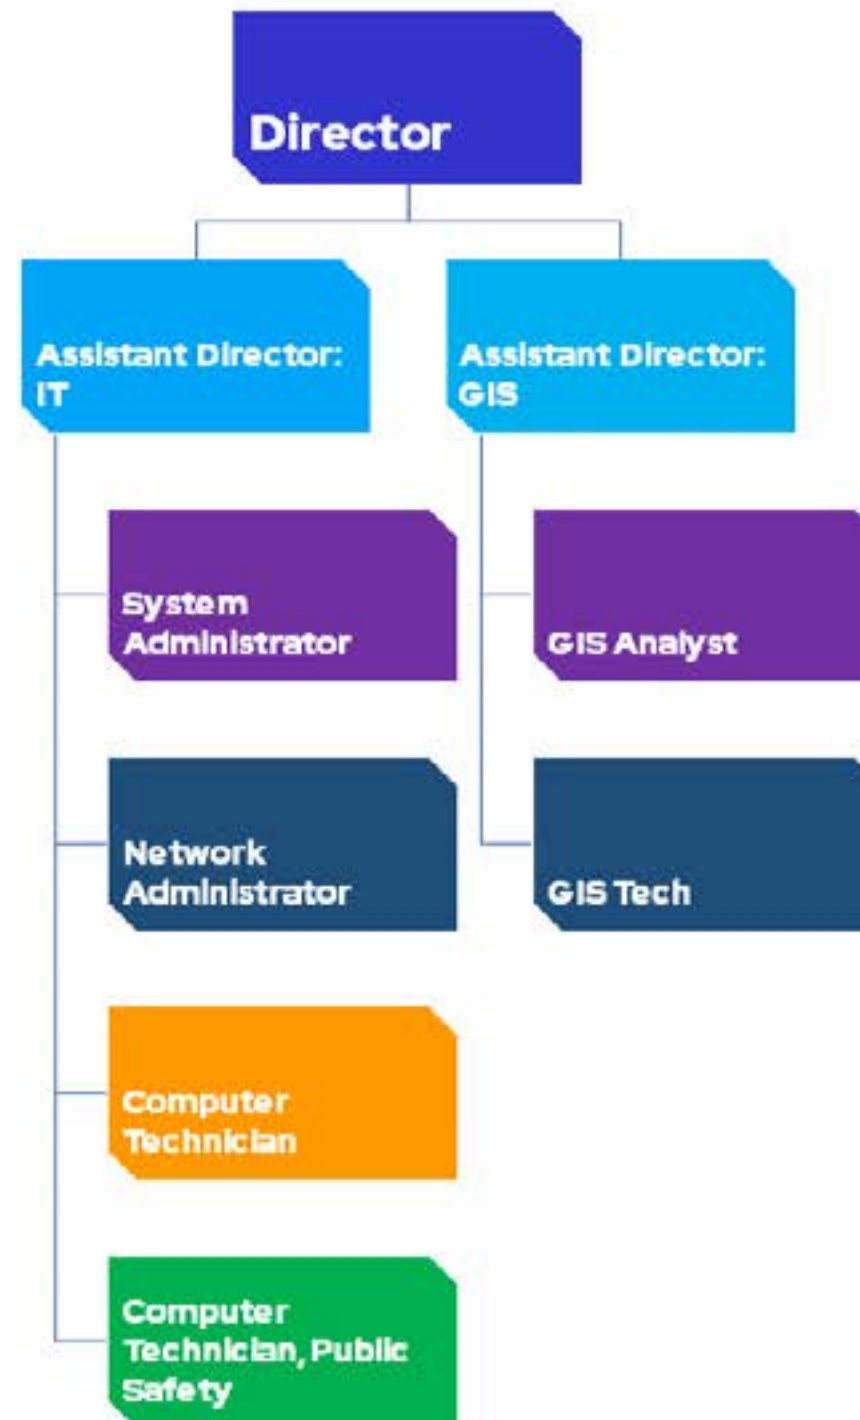 Director
Assistant Director:
IT
Assistant Director:
GIS
System
Administrator
GIS Analyst
Network
Administrator
GIS Tech
Computer
Technician
Computer
Technician, Public
Safety